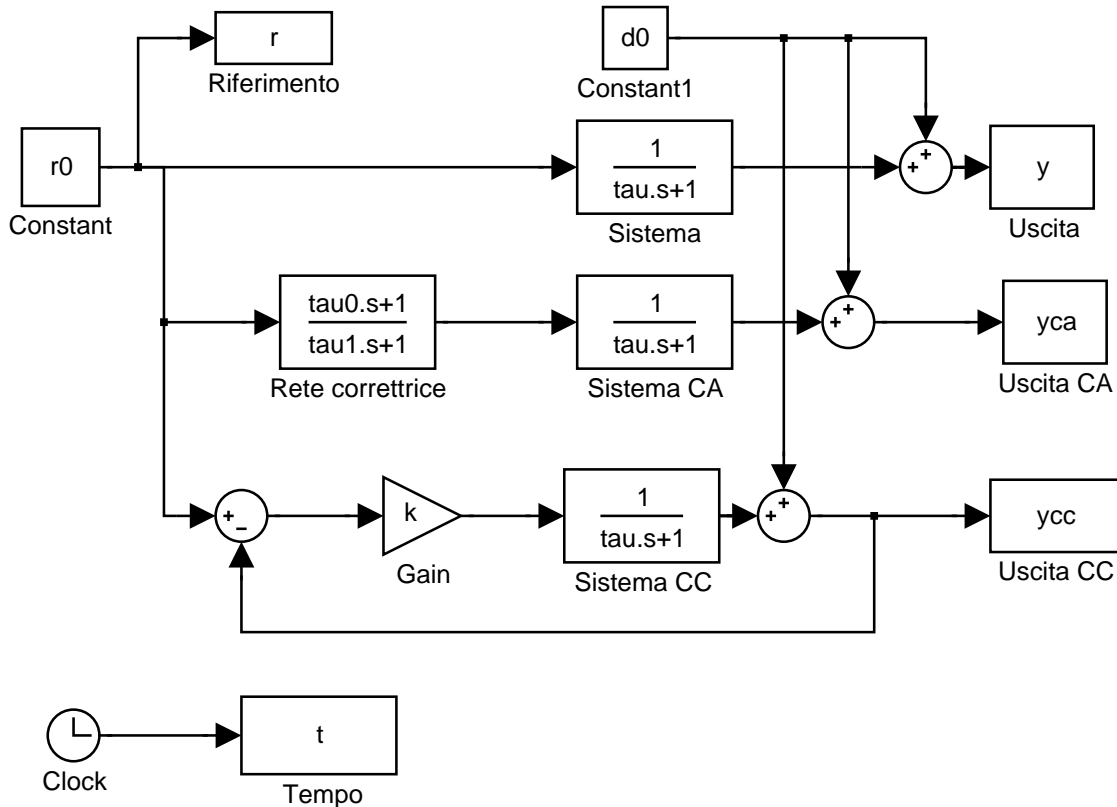 r
Riferimento
d0
Constant1
r0
Constant
1
tau.s+1
Sistema
+
+
y
Uscita
tau0.s+1
tau1.s+1
Rete correttrice
1
tau.s+1
Sistema CA
+
+
yca
Uscita CA
+
−
k
Gain
1
tau.s+1
Sistema CC
+
+
ycc
Uscita CC
Clock
t
Tempo